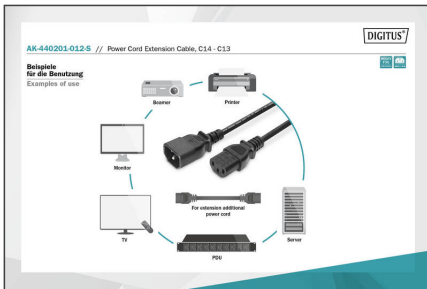 DIGITUS®
AK-440201-012-S // Power Cord Extension Cable, C14 - C13
Beispiele
für die Benutzung
Examples of use
Beamer
Printer
Monitor
For extension additional
power cord
TV
Server
PDU